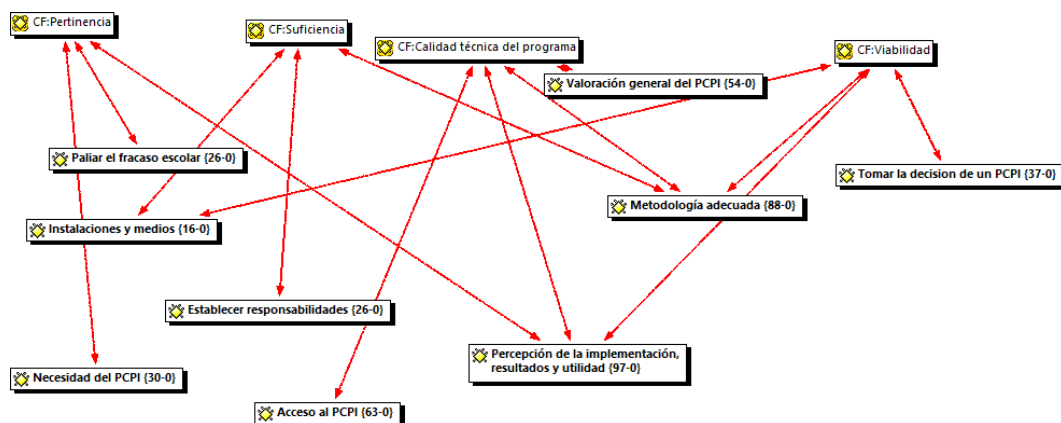 CF:Pertinencia
CF:Suficiencia
CF:Calidad técnica del programa
CF:Viabilidad
Valoración general del PCPI {54-0}
Paliar el fracaso escolar {26-0}
Tomar la decision de un PCPI {37-0}
Metodología adecuada {88-0}
Instalaciones y medios {16-0}
Establecer responsabilidades {26-0}
Percepción de la implementación,
resultados y utilidad {97-0}
Necesidad del PCPI {30-0}
Acceso al PCPI {63-0}